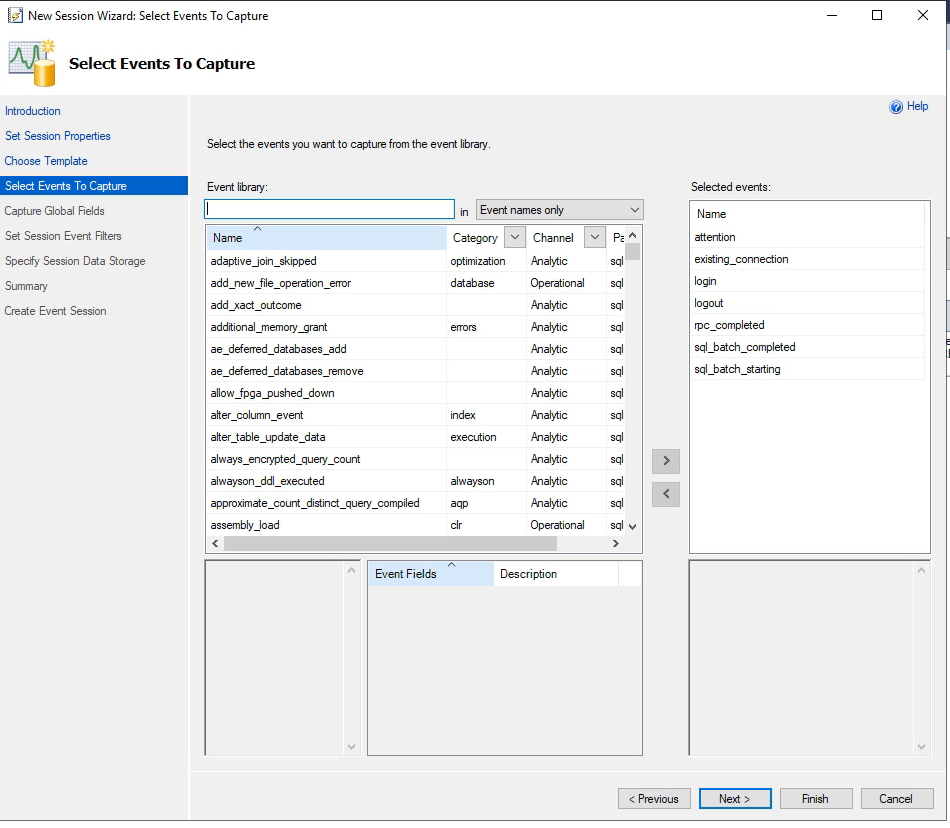 New Session Wizard: Select Events To Capture
Select Events To Capture
Introduction
Set Session Properties
Choose Template
Select Events To Capture
Capture Global Fields
Set Session Event Filters
Specify Session Data Storage
Summary
Create Event Session
Help
Select the events you want to capture from the event library.
Event library:
in Event names only
Name Category Channel Pa
adaptive_join_skipped optimization Analytic sql
add_new_file_operation_error database Operational sql
add_xact_outcome Analytic sql
additional_memory_grant errors Analytic sql
ae_deferred_databases_add Analytic sql
ae_deferred_databases_remove Analytic sql
allow_fpga_pushed_down Analytic sql
alter_column_event index Analytic sql
alter_table_update_data execution Analytic sql
always_encrypted_query_count Analytic sql
alwayson_ddl_executed alwayson Analytic sql
approximate_count_distinct_query_compiled aqp Analytic sql
assembly_load clr Operational sql
Event Fields Description
Selected events:
Name
attention
existing_connection
login
logout
rpc_completed
sql_batch_completed
sql_batch_starting
< Previous Next > Finish Cancel